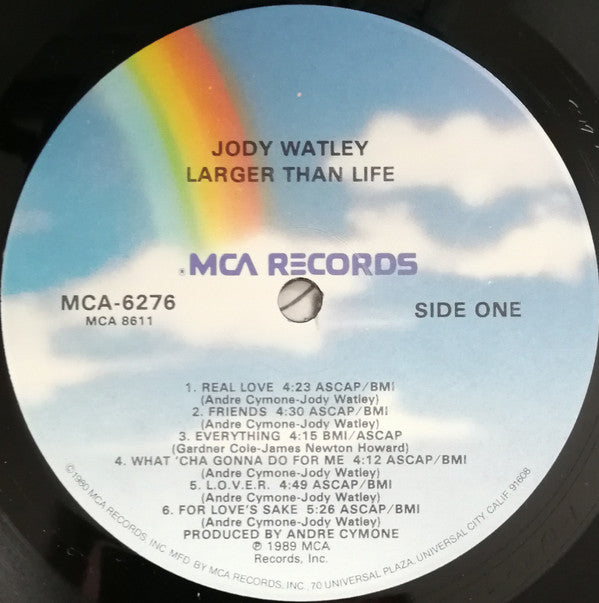 JODY WATLEY
LARGER THAN LIFE
MCA RECORDS
MCA-6276
MCA 8611
SIDE ONE
1. REAL LOVE 4:23 ASCAP/BMI
(Andre Cymone-Jody Watley)
2. FRIENDS 4:30 ASCAP/BMI
(Andre Cymone-Jody Watley)
3. EVERYTHING 4:15 BMI/ASCAP
(Gardner Cole-James Newton Howard)
4. WHAT 'CHA GONNA DO FOR ME 4:12 ASCAP/BMI
(Andre Cymone-Jody Watley)
5. L.O.V.E.R. 4:49 ASCAP/BMI
(Andre Cymone-Jody Watley)
6. FOR LOVE'S SAKE 5:26 ASCAP/BMI
(Andre Cymone-Jody Watley)
PRODUCED BY ANDRE CYMONE
℗ 1989 MCA
Records, Inc.
©1980 MCA RECORDS, INC. MFD. BY MCA RECORDS, INC., 70 UNIVERSAL PLAZA, UNIVERSAL CITY, CALIF. 91608